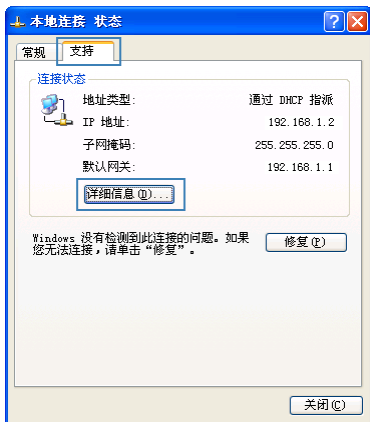 本地连接 状态
常规
支持
连接状态
地址类型: 通过 DHCP 指派
IP 地址: 192.168.1.2
子网掩码: 255.255.255.0
默认网关: 192.168.1.1
详细信息(D)...
Windows 没有检测到此连接的问题。如果
您无法连接，请单击“修复”。
修复(P)
关闭(C)